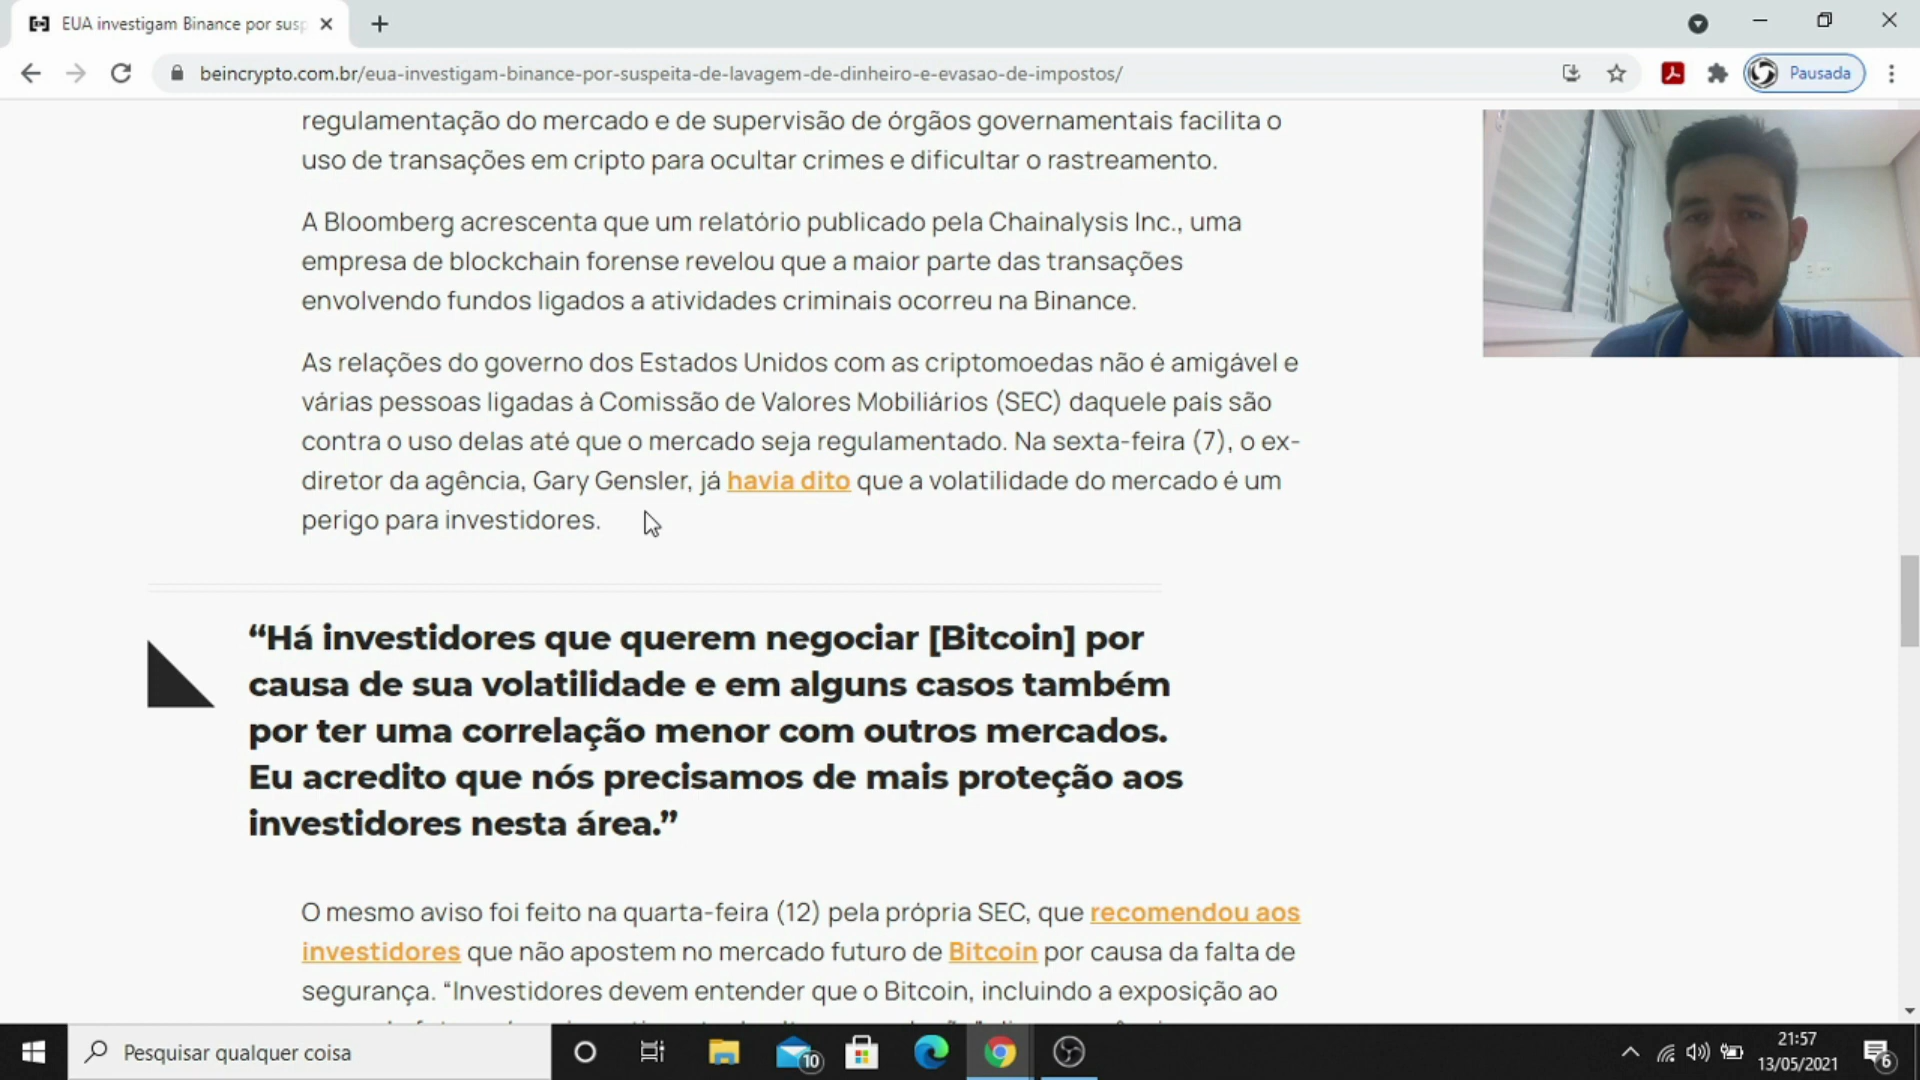 EUA investigam Binance por susp
beincrypto.com.br/eua-investigam-binance-por-suspeita-de-lavagem-de-dinheiro-e-evasao-de-impostos/
Pausada
regulamentação do mercado e de supervisão de órgãos governamentais facilita o
uso de transações em cripto para ocultar crimes e dificultar o rastreamento.
A Bloomberg acrescenta que um relatório publicado pela Chainalysis Inc., uma
empresa de blockchain forense revelou que a maior parte das transações
envolvendo fundos ligados a atividades criminais ocorreu na Binance.
As relações do governo dos Estados Unidos com as criptomoedas não é amigável e
várias pessoas ligadas à Comissão de Valores Mobiliários (SEC) daquele país são
contra o uso delas até que o mercado seja regulamentado. Na sexta-feira (7), o ex-
diretor da agência, Gary Gensler, já havia dito que a volatilidade do mercado é um
perigo para investidores.
“Há investidores que querem negociar [Bitcoin] por
causa de sua volatilidade e em alguns casos também
por ter uma correlação menor com outros mercados.
Eu acredito que nós precisamos de mais proteção aos
investidores nesta área.”
O mesmo aviso foi feito na quarta-feira (12) pela própria SEC, que recomendou aos
investidores que não apostem no mercado futuro de Bitcoin por causa da falta de
segurança. “Investidores devem entender que o Bitcoin, incluindo a exposição ao
Pesquisar qualquer coisa
10
21:57
13/05/2021
6